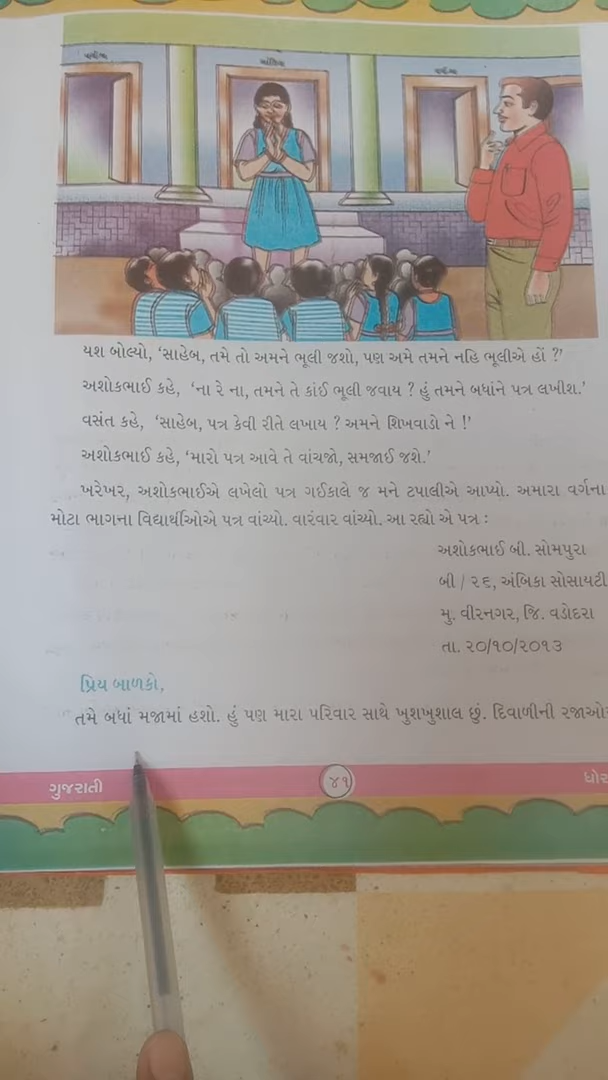 યશ બોલ્યો, ‘સાહેબ, તમે તો અમને ભૂલી જશો, પણ અમે તમને નહિ ભૂલીએ હોં ?’
અશોકભાઈ કહે, ‘ના રે ના, તમને તે કાંઈ ભૂલી જવાય ? હું તમને બધાંને પત્ર લખીશ.’
વસંત કહે, ‘સાહેબ, પત્ર કેવી રીતે લખાય ? અમને શિખવાડો ને !’
અશોકભાઈ કહે, ‘મારો પત્ર આવે તે વાંચજો, સમજાઈ જશે.’
ખરેખર, અશોકભાઈએ લખેલો પત્ર ગઈકાલે જ મને ટપાલીએ આપ્યો. અમારા વર્ગના
મોટા ભાગના વિદ્યાર્થીઓએ પત્ર વાંચ્યો. વારંવાર વાંચ્યો. આ રહ્યો એ પત્ર :
અશોકભાઈ બી. સોમપુરા
બી / ૨૬, અંબિકા સોસાયટી
મુ. વીરનગર, જિ. વડોદરા
તા. ૨૦/૧૦/૨૦૧૩
પ્રિય બાળકો,
તમે બધાં મજામાં હશો. હું પણ મારા પરિવાર સાથે ખુશખુશાલ છું. દિવાળીની રજાઓ
ગુજરાતી ૪૧